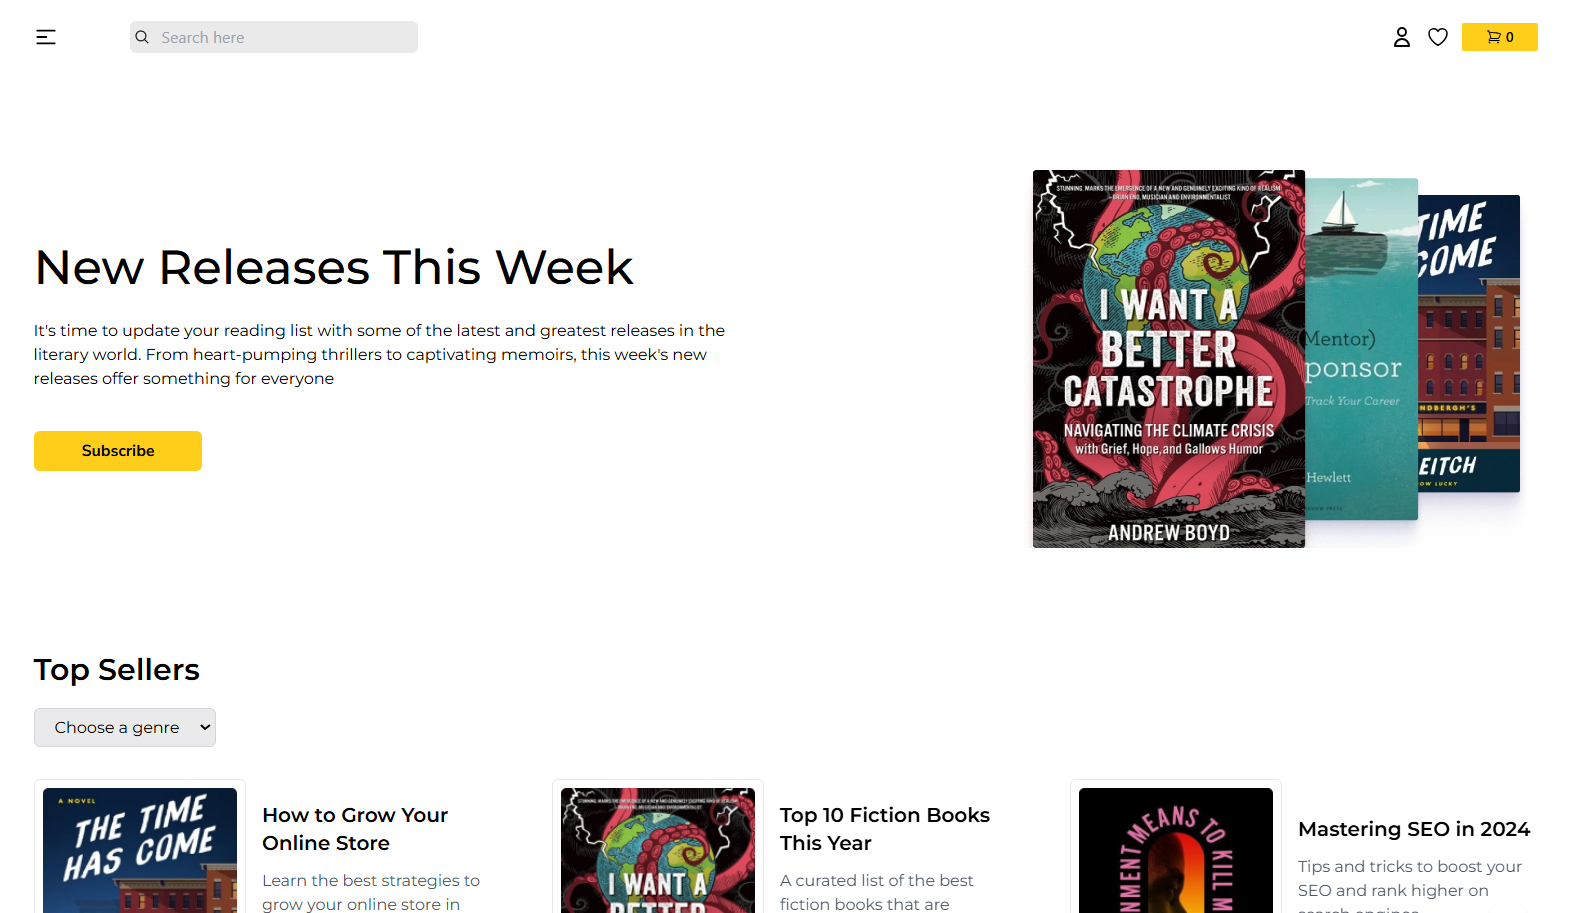 Search here
0
New Releases This Week
It's time to update your reading list with some of the latest and greatest releases in the
literary world. From heart-pumping thrillers to captivating memoirs, this week's new
releases offer something for everyone
Subscribe
STUNNING. MARKS THE EMERGENCE OF A NEW AND GENUINELY EXCITING KIND OF REALISM.
—BRIAN ENO, MUSICIAN AND ENVIRONMENTALIST
I WANT A
BETTER
CATASTROPHE
NAVIGATING THE CLIMATE CRISIS
with Grief, Hope, and Gallows Humor
ANDREW BOYD
Mentor)
ponsor
Track Your Career
Hewlett
TIME
COME
NDBERGH'S
EITCH
OW LUCKY
Top Sellers
Choose a genre
A NOVEL
THE TIME
HAS COME
How to Grow Your
Online Store
Learn the best strategies to
grow your online store in
I WANT A
BETTER
Top 10 Fiction Books
This Year
A curated list of the best
fiction books that are
NMENT MEANS TO KILL M
Mastering SEO in 2024
Tips and tricks to boost your
SEO and rank higher on
search engines